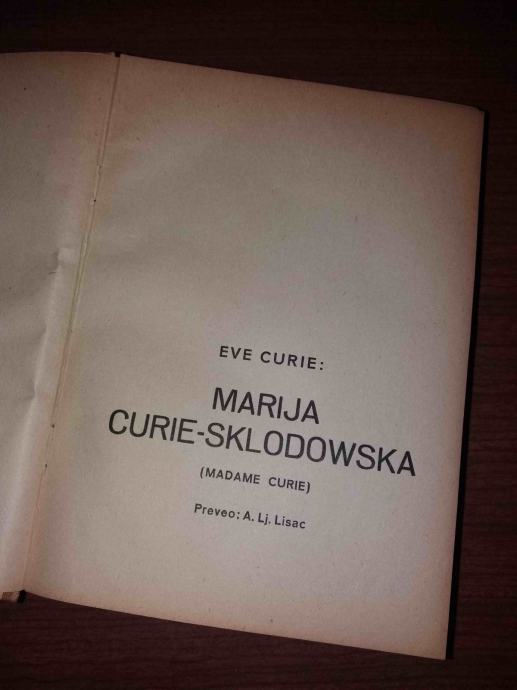 EVE CURIE:
MARIJA
CURIE-SKLODOWSKA
(MADAME CURIE)
Preveo: A. Lj. Lisac